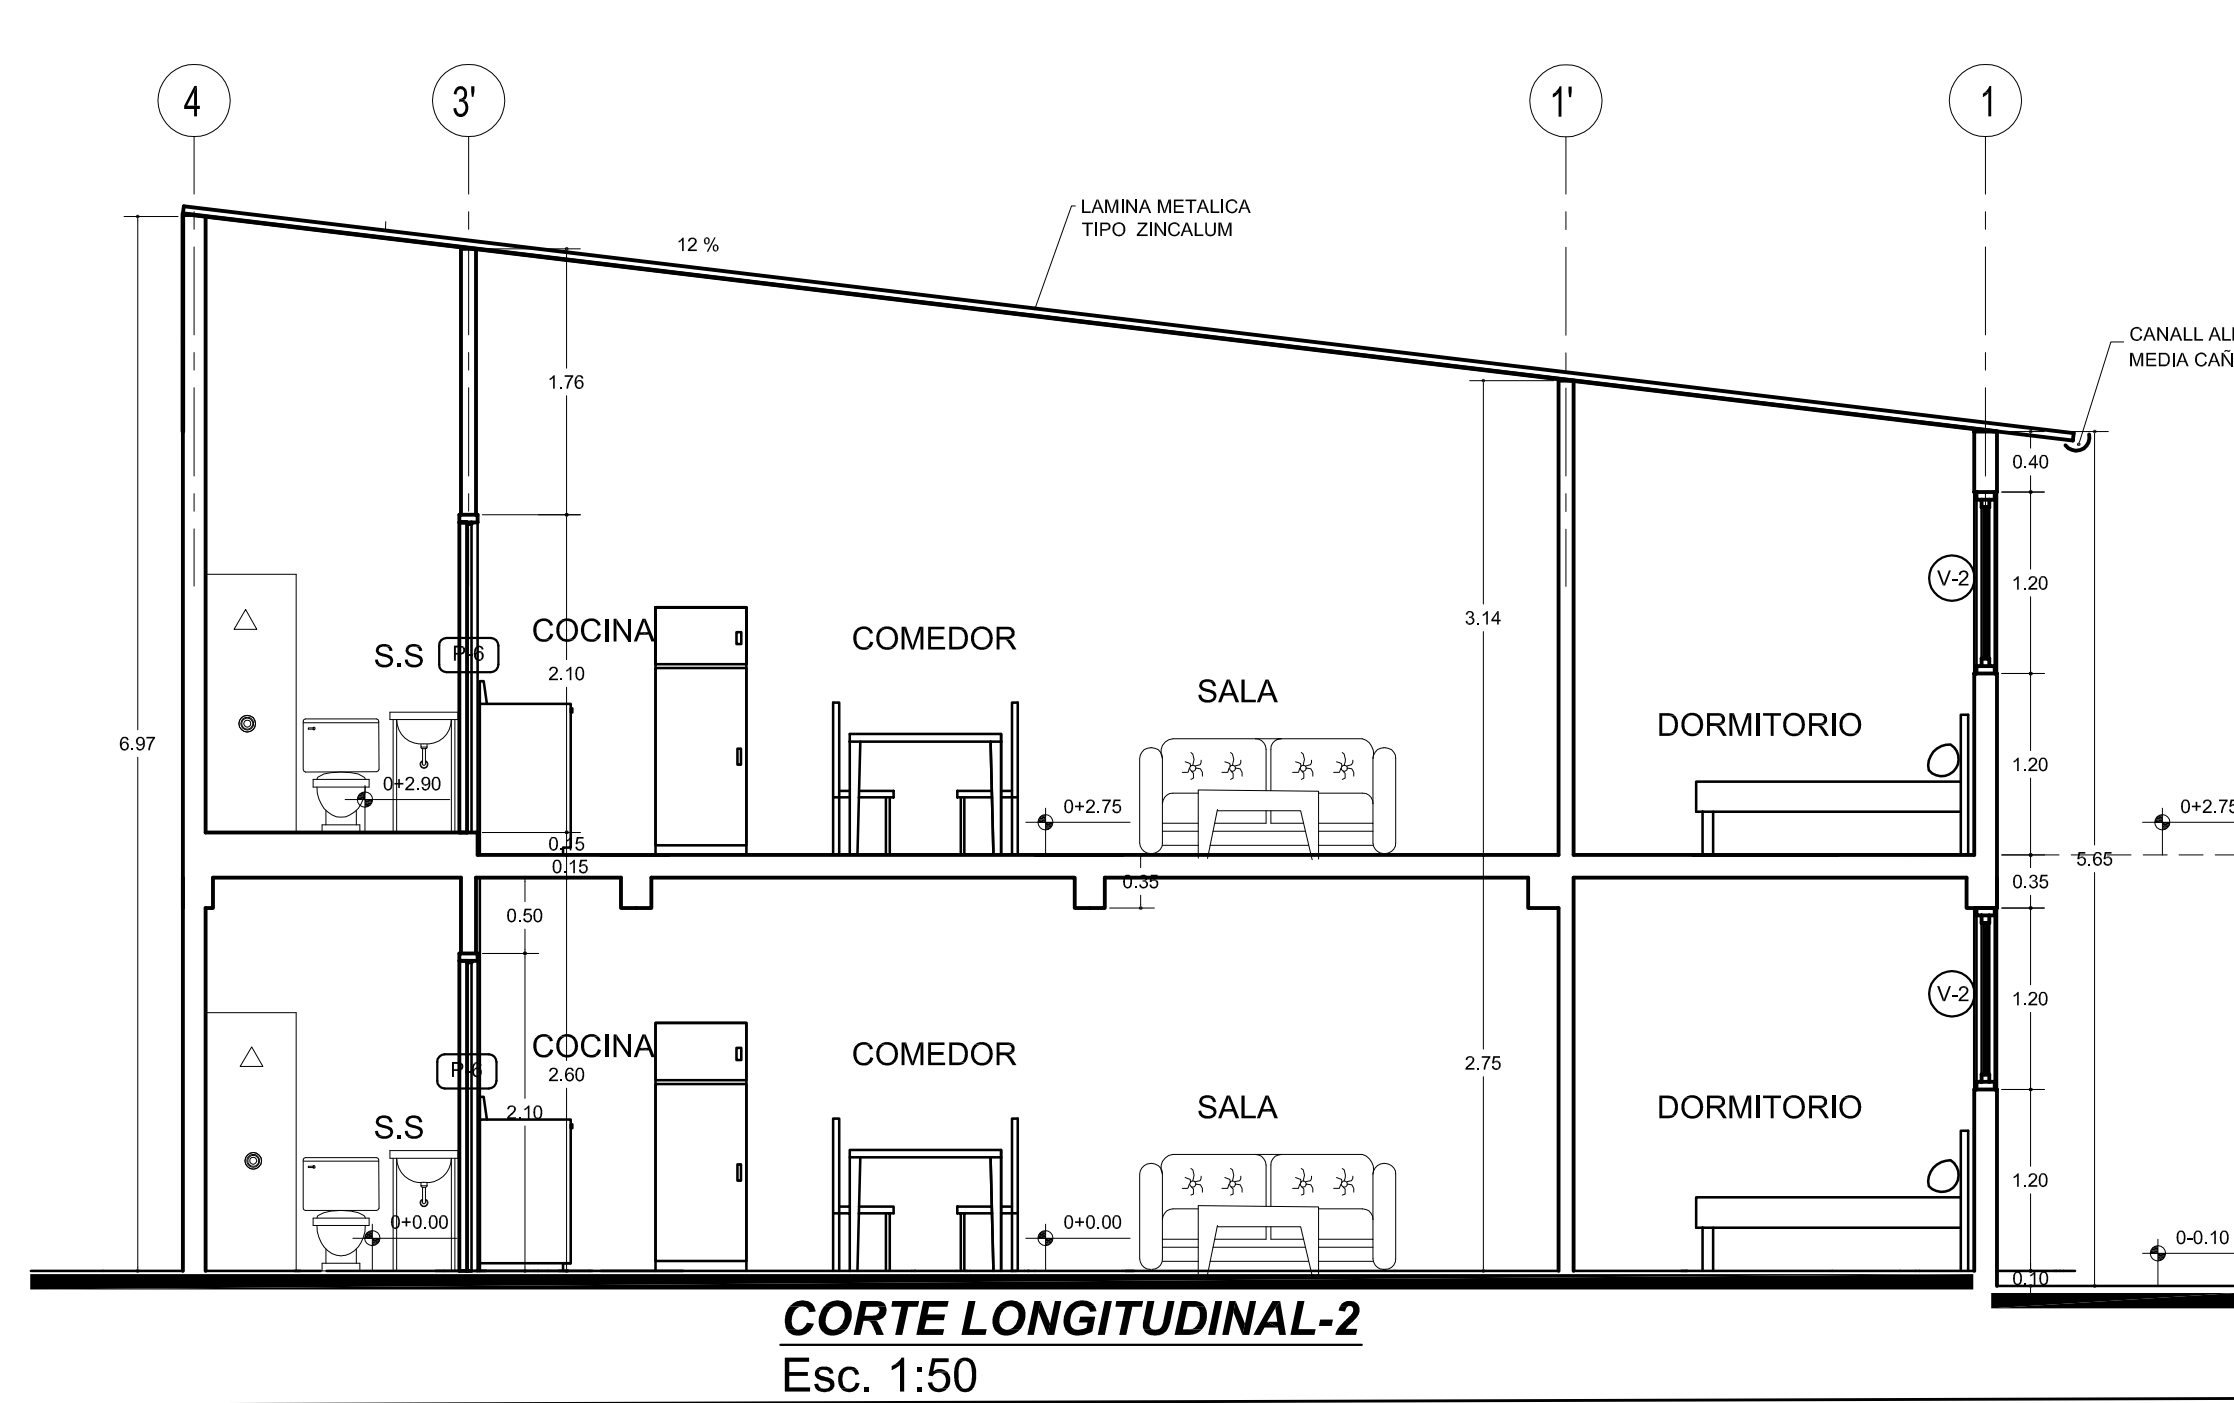 4
3'
1'
1
LAMINA METALICA
TIPO ZINCALUM
12 %
CANALL
MEDIA
1.76
0.40
3.14
V-2
1.20
COCINA
COMEDOR
S.S
P-6
2.10
SALA
DORMITORIO
6.97
1.20
0+2.90
0+2.75
0+2.75
0.15
0.15
0.35
5.65
0.35
0.50
V-2
1.20
COCINA
COMEDOR
2.75
P-6
2.60
2.10
SALA
DORMITORIO
S.S
1.20
0+0.00
0+0.00
0-0.10
0.10
CORTE LONGITUDINAL-2
Esc. 1:50